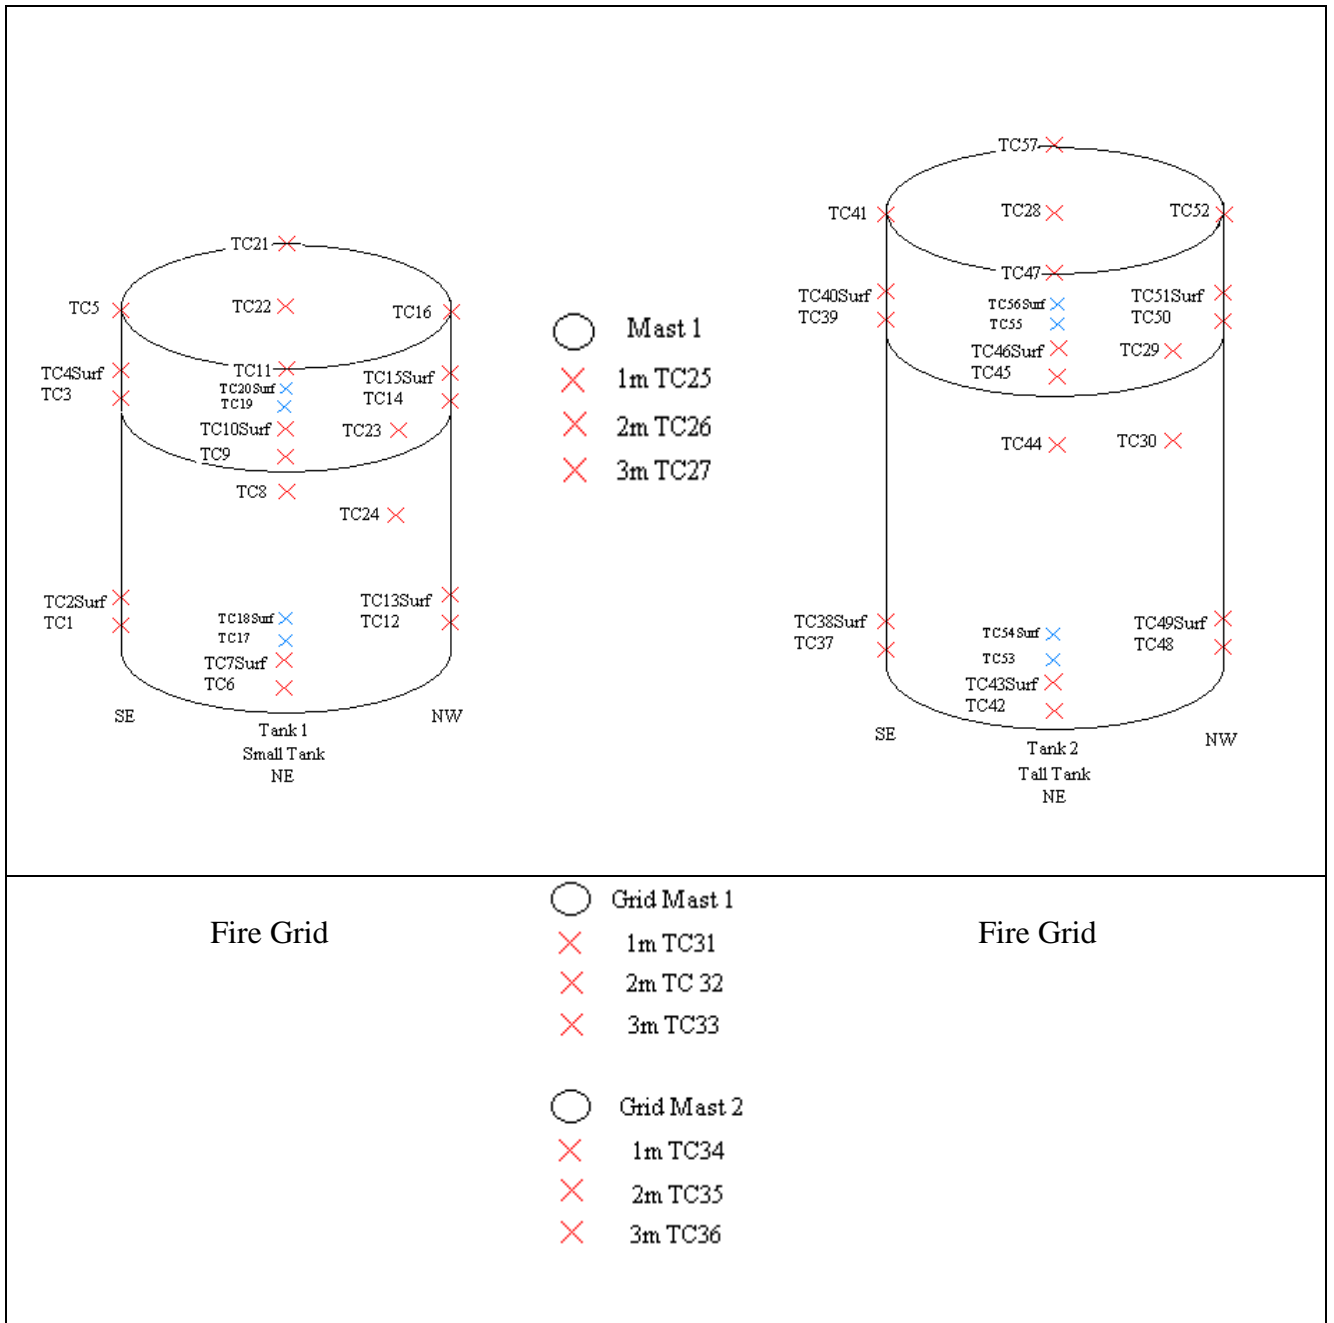 TC21
TC5
TC22
TC16
TC11
TC4Surf
TC3
TC20Surf
TC19
TC15Surf
TC14
TC10Surf
TC23
TC9
TC8
TC24
TC2Surf
TC1
TC18Surf
TC17
TC13Surf
TC12
TC7Surf
TC6
SE
NW
Tank 1
Small Tank
NE
Mast 1
1m TC25
2m TC26
3m TC27
TC57
TC41
TC28
TC52
TC47
TC40Surf
TC39
TC56Surf
TC55
TC51Surf
TC50
TC46Surf
TC29
TC45
TC44
TC30
TC38Surf
TC37
TC54Surf
TC53
TC49Surf
TC48
TC43Surf
TC42
SE
NW
Tank 2
Tall Tank
NE
Fire Grid
Grid Mast 1
1m TC31
2m TC 32
3m TC33
Grid Mast 2
1m TC34
2m TC35
3m TC36
Fire Grid